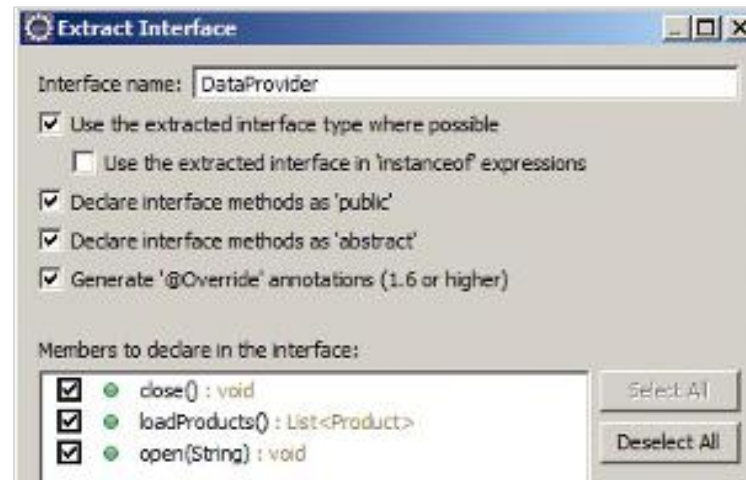 Extract Interface
Interface name: DataProvider
Use the extracted interface type where possible
Use the extracted interface in 'instanceof' expressions
Declare interface methods as 'public'
Declare interface methods as 'abstract'
Generate '@Override' annotations (1.6 or higher)
Members to declare in the interface:
close() : void
Select All
loadProducts() : List<Product>
Deselect All
open(String) : void